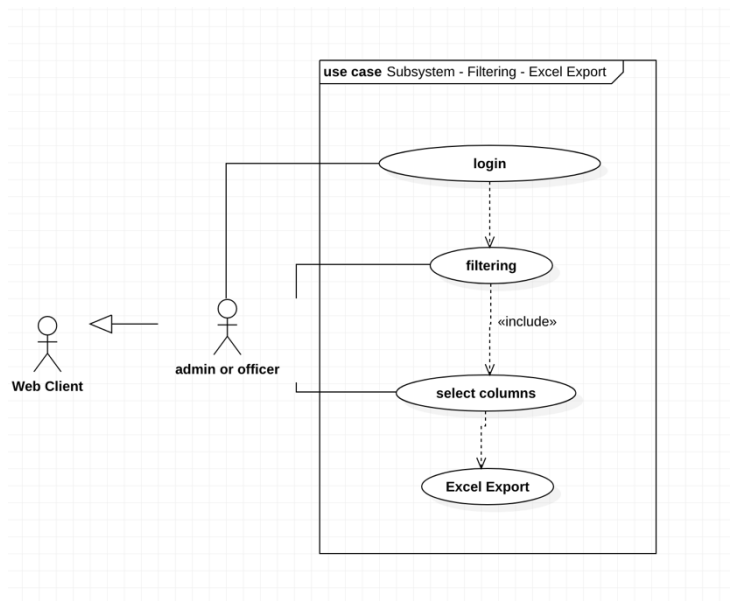 use case Subsystem - Filtering - Excel Export
login
filtering
«include»
admin or officer
Web Client
select columns
Excel Export